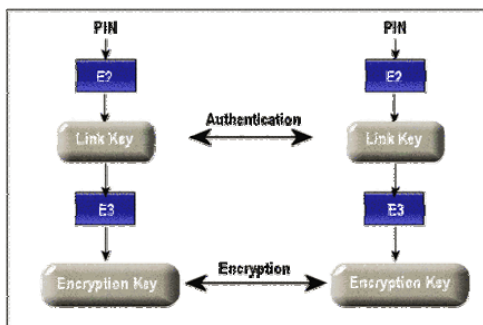 PIN PIN
E2 E2
Authentication
Link Key Link Key
E3 E3
Encryption
Encryption Key Encryption Key